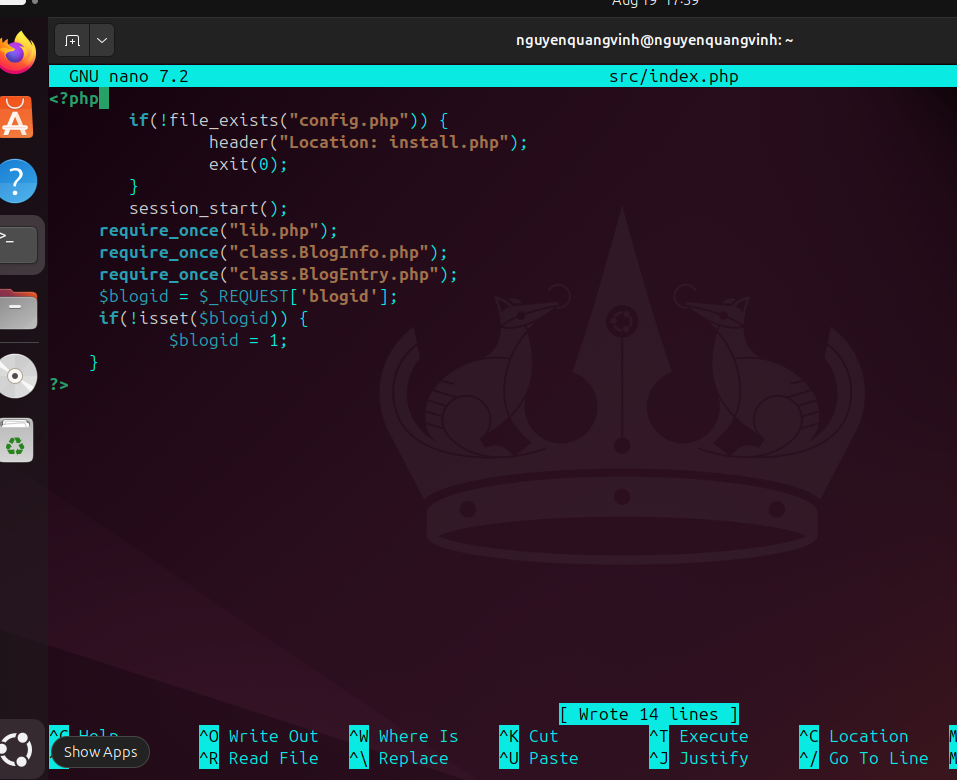 Aug 19 17:59
nguyenquangvinh@nguyenquangvinh: ~
GNU nano 7.2 src/index.php
<?php
if(!file_exists("config.php")) {
header("Location: install.php");
exit(0);
}
session_start();
require_once("lib.php");
require_once("class.BlogInfo.php");
require_once("class.BlogEntry.php");
$blogid = $_REQUEST['blogid'];
if(!isset($blogid)) {
$blogid = 1;
}
?>
[ Wrote 14 lines ]
^G Help ^O Write Out ^W Where Is ^K Cut ^T Execute ^C Location
^R Read File ^\ Replace ^U Paste ^J Justify ^/ Go To Line
Show Apps